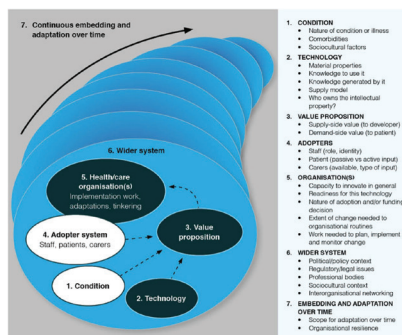 7. Continuous embedding and
adaptation over time
6. Wider system
5. Health/care
organisation(s)
Implementation work,
adaptations, tinkering
4. Adopter system
Staff, patients, carers
3. Value
proposition
1. Condition
2. Technology
1. CONDITION
• Nature of condition or illness
• Comorbidities
• Sociocultural factors
2. TECHNOLOGY
• Material properties
• Knowledge to use it
• Knowledge generated by it
• Supply model
• Who owns the intellectual
property?
3. VALUE PROPOSITION
• Supply-side value (to developer)
• Demand-side value (to patient)
4. ADOPTERS
• Staff (role, identity)
• Patient (passive vs active input)
• Carers (available, type of input)
5. ORGANISATION(S)
• Capacity to innovate in general
• Readiness for this technology
• Nature of adoption and/or funding
decision
• Extent of change needed to
organisational routines
• Work needed to plan, implement
and monitor change
6. WIDER SYSTEM
• Political/policy context
• Regulatory/legal issues
• Professional bodies
• Sociocultural context
• Interorganisational networking
7. EMBEDDING AND ADAPTATION
OVER TIME
• Scope for adaptation over time
• Organisational resilience